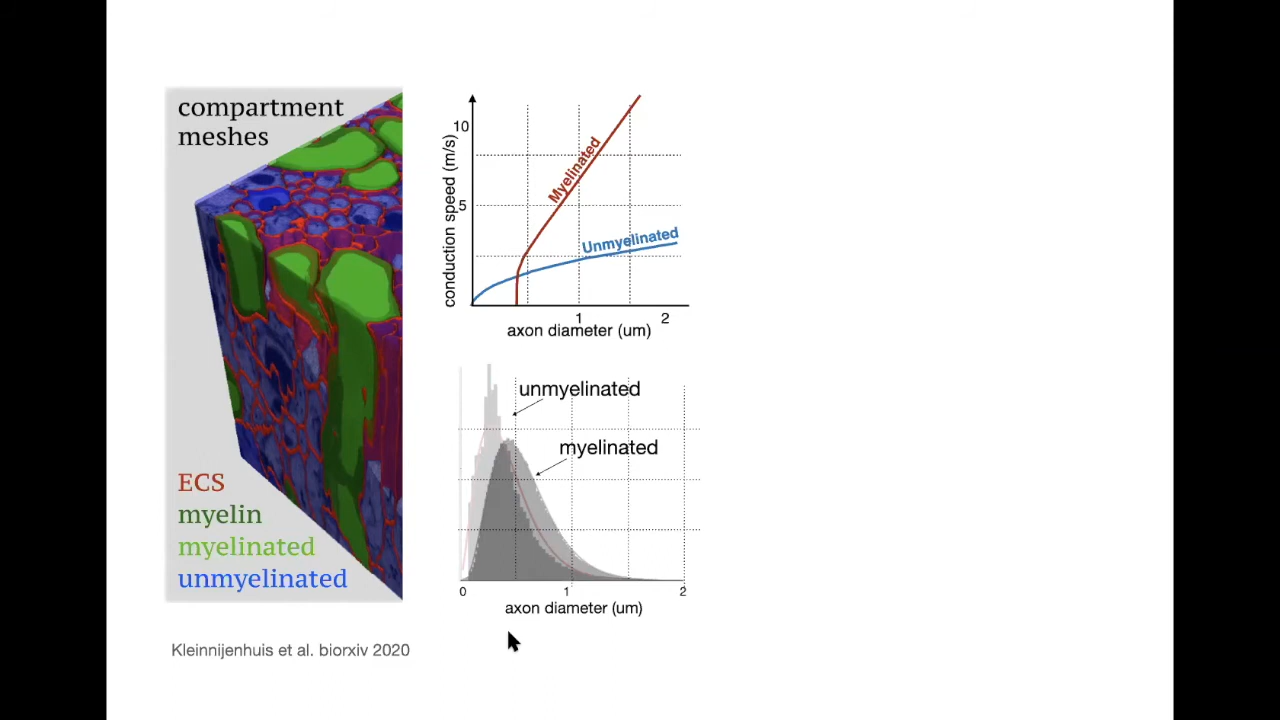 compartment
meshes
ECS
myelin
myelinated
unmyelinated
Kleinnijenhuis et al. biorxiv 2020
conduction speed (m/s)
10
5
Myelinated
Unmyelinated
1
2
axon diameter (um)
unmyelinated
myelinated
0
1
2
axon diameter (um)